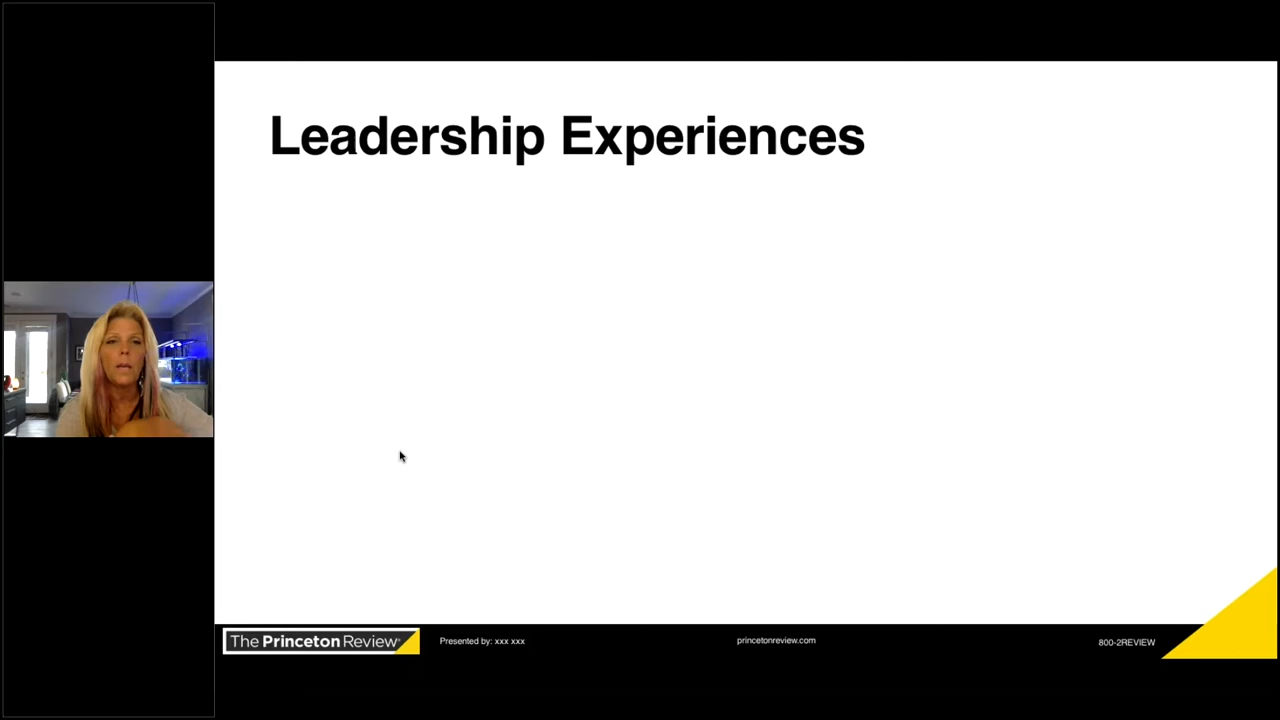 Leadership Experiences
The Princeton Review
Presented by: xxx xxx
princetonreview.com
800-2REVIEW